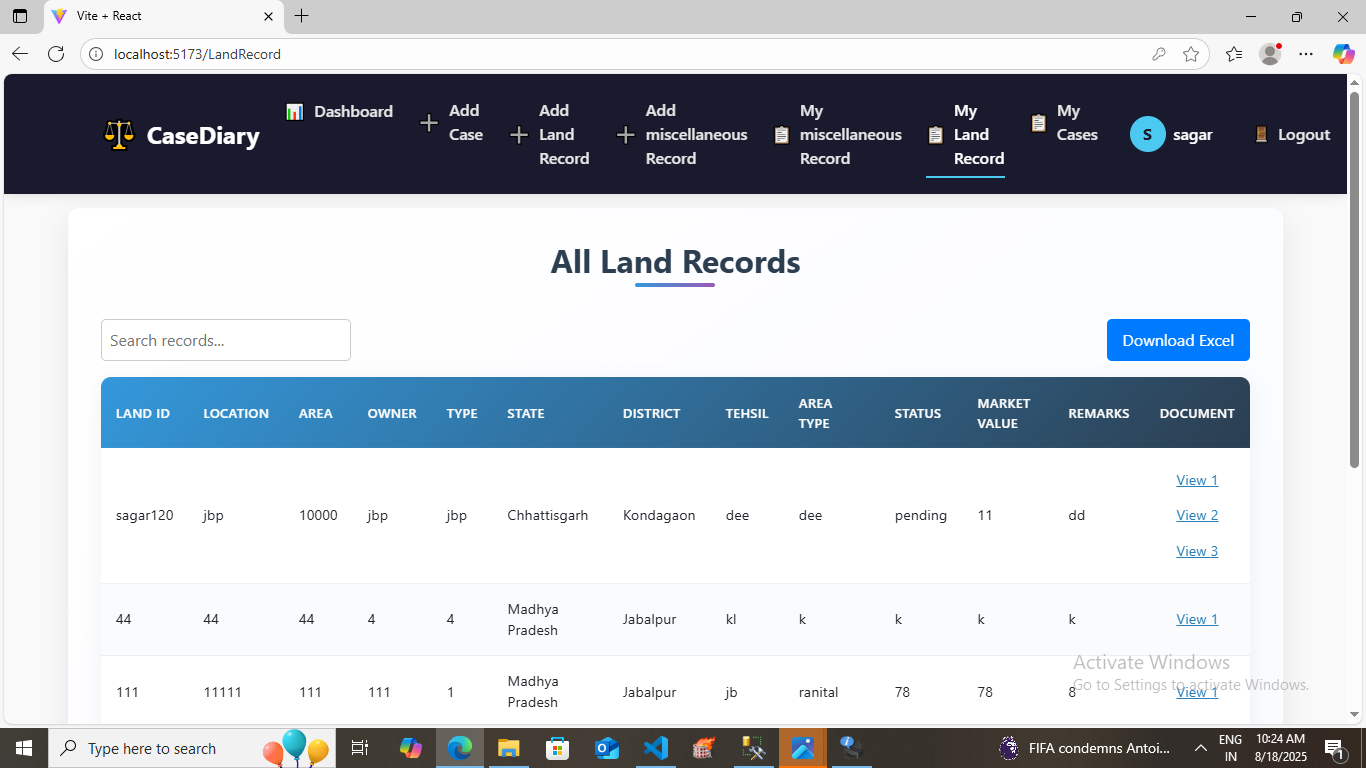 Vite + React
localhost:5173/LandRecord
CaseDiary
Dashboard
Add
Case
Add
Land
Record
Add
miscellaneous
Record
My
miscellaneous
Record
My
Land
Record
My
Cases
S
sagar
Logout
All Land Records
Search records...
Download Excel
LAND ID LOCATION AREA OWNER TYPE STATE DISTRICT TEHSIL AREA TYPE STATUS MARKET VALUE REMARKS DOCUMENT
sagar120 jbp 10000 jbp jbp Chhattisgarh Kondagaon dee dee pending 11 dd View 1
View 2
View 3
44 44 44 4 4 Madhya Pradesh Jabalpur kl k k k k View 1
111 11111 111 111 1 Madhya Pradesh Jabalpur jb ranital 78 78 8 View 1
Activate Windows
Go to Settings to activate Windows.
Type here to search
FIFA condemns Antoi...
ENG
IN
10:24 AM
8/18/2025
1